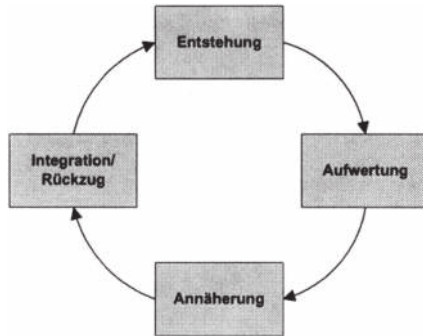 Entstehung
Aufwertung
Annäherung
Integration/
Rückzug